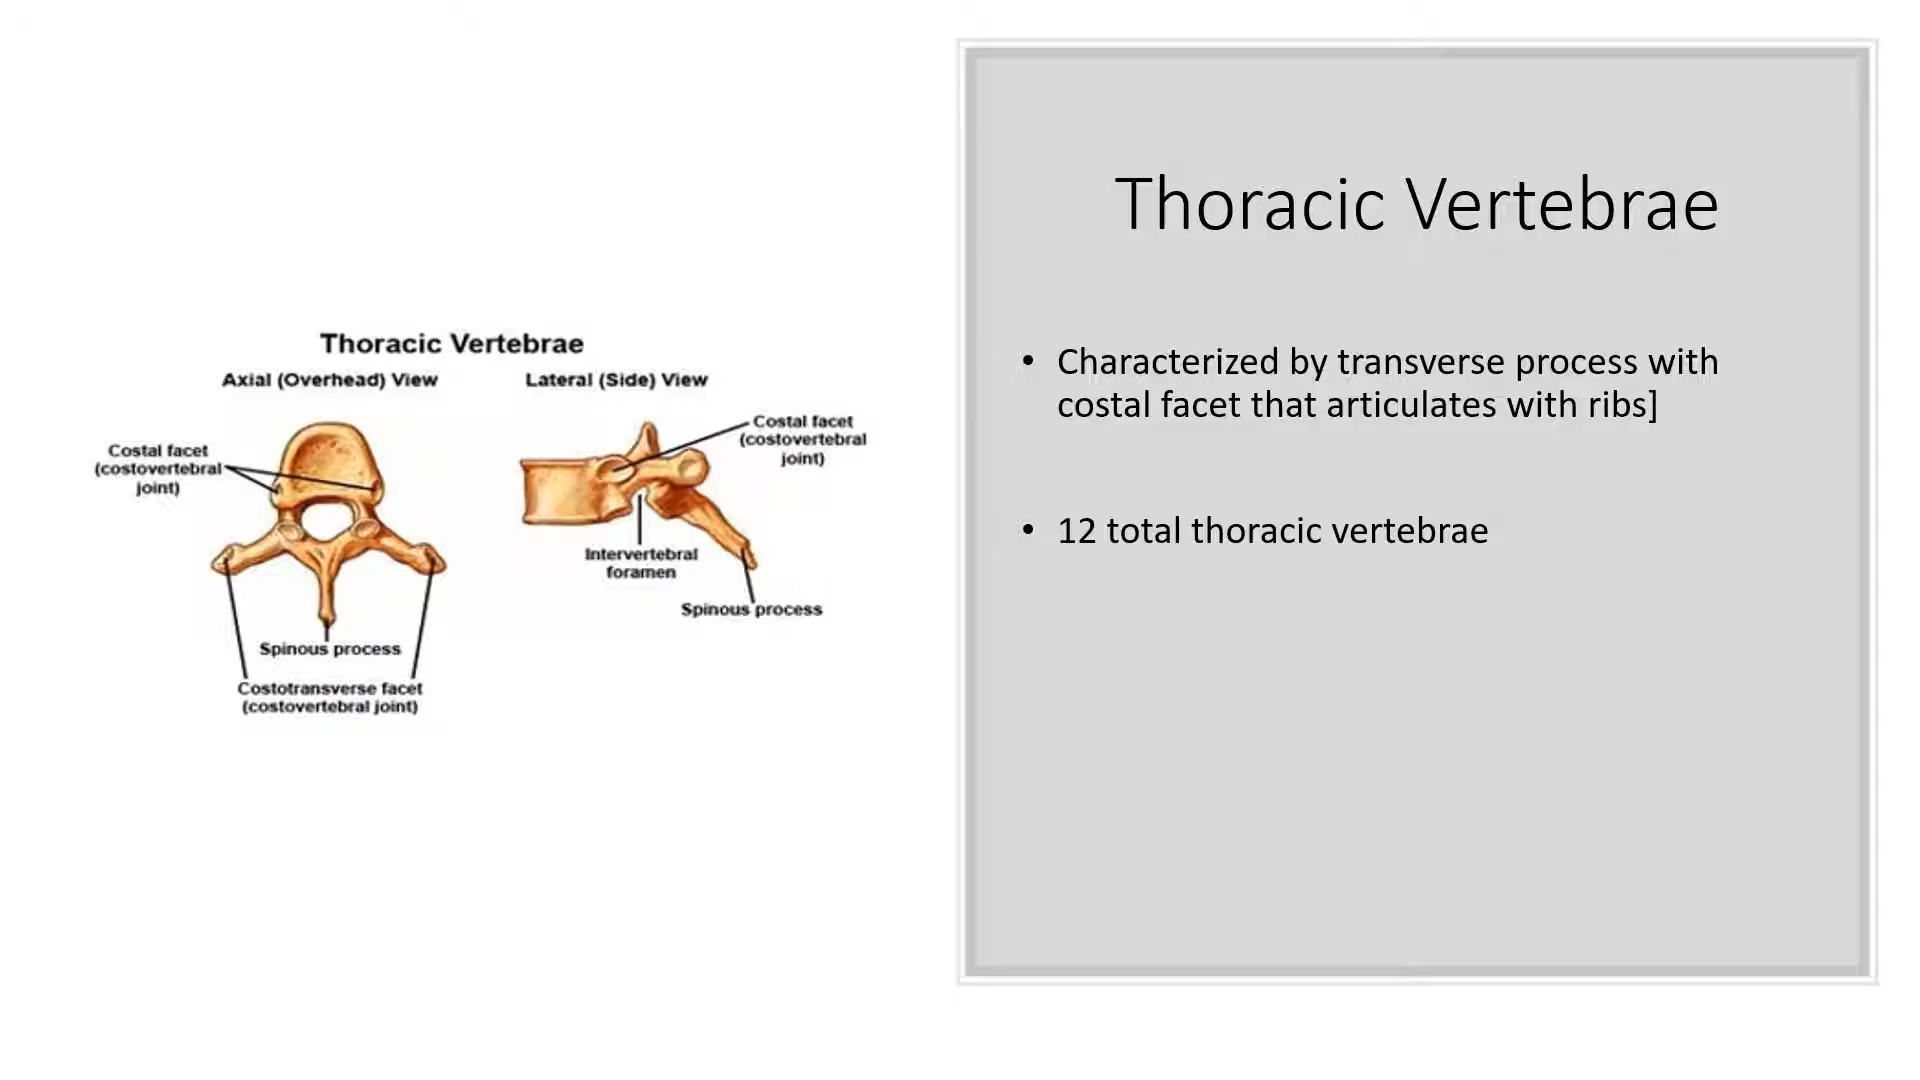 Thoracic Vertebrae
Axial (Overhead) View
Lateral (Side) View
Costal facet
(costovertebral
joint)
Spinous process
Costotransverse facet
(costovertebral joint)
Costal facet
(costovertebral
joint)
Intervertebral
foramen
Spinous process
Thoracic Vertebrae
• Characterized by transverse process with
costal facet that articulates with ribs]
• 12 total thoracic vertebrae